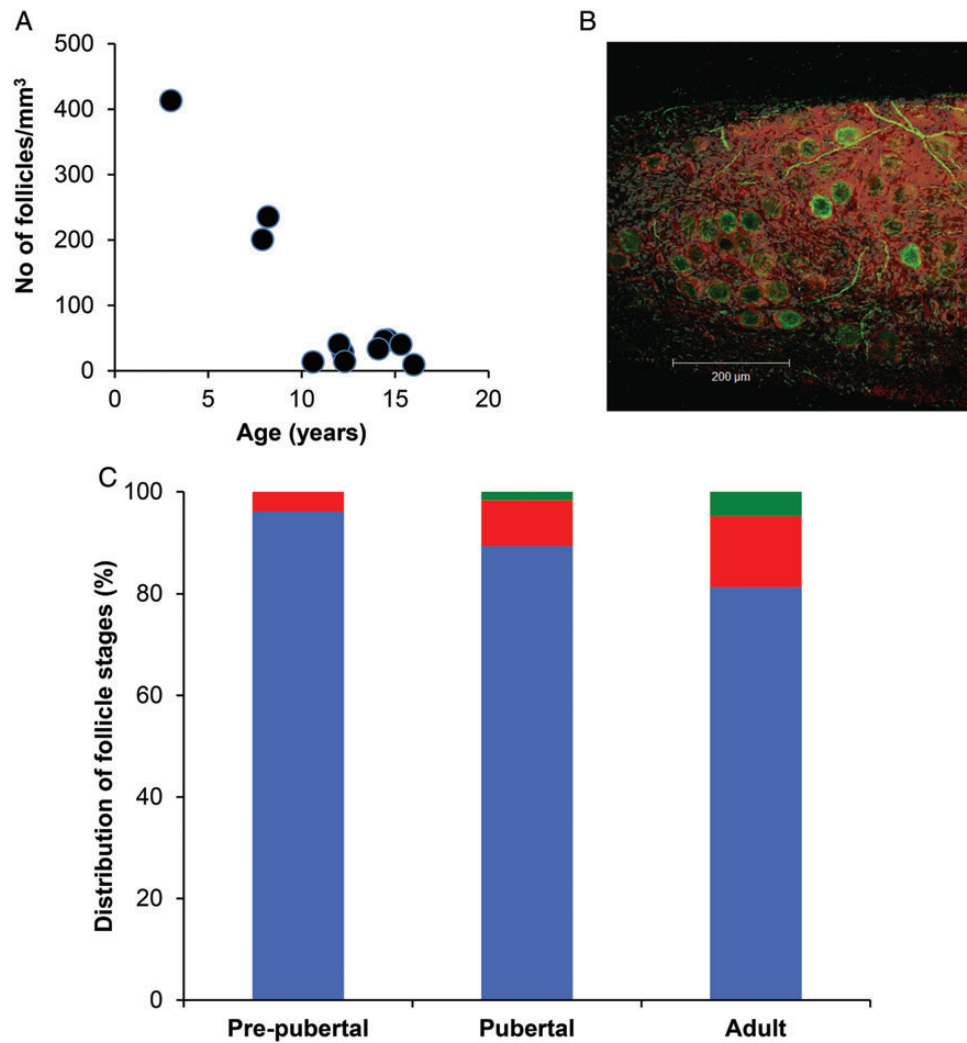 A
500
400
300
200
100
0
No of follicles/mm³
0 5 10 15 20
Age (years)
B
200 µm
C
100
80
60
40
20
0
Distribution of follicle stages (%)
Pre-pubertal Pubertal Adult